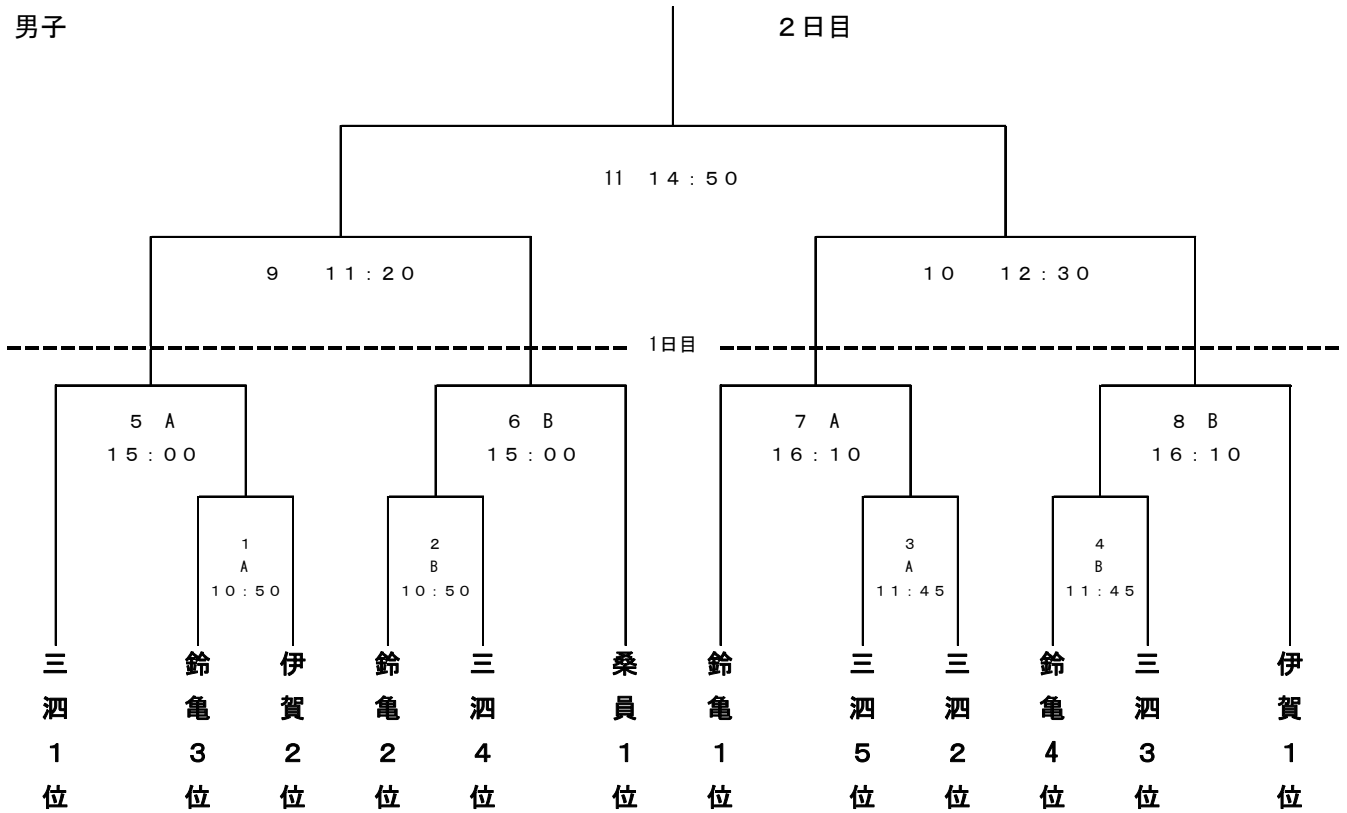 男子
２日目
11 １４：５０
９ １１：２０
１０ １２：３０
1日目
５ A
１５：００
６ B
１５：００
７ A
１６：１０
８ B
１６：１０
１
A
１０：５０
２
B
１０：５０
３
A
１１：４５
４
B
１１：４５
三泗１位
鈴亀３位
伊賀２位
鈴亀２位
三泗４位
桑員１位
鈴亀１位
三泗５位
三泗２位
鈴亀４位
三泗３位
伊賀１位